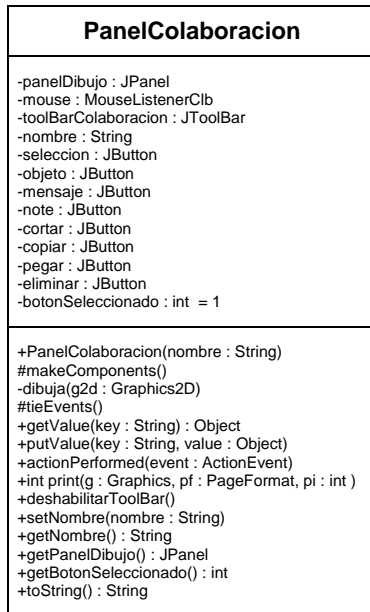 PanelColaboracion
-panelDibujo : JPanel
-mouse : MouseListenerClb
-toolBarColaboracion : JToolBar
-nombre : String
-seleccion : JButton
-objeto : JButton
-mensaje : JButton
-note : JButton
-cortar : JButton
-copiar : JButton
-pegar : JButton
-eliminar : JButton
-botonSeleccionado : int = 1
+PanelColaboracion(nombre : String)
#makeComponents()
-dibuja(g2d : Graphics2D)
#tieEvents()
+getValue(key : String) : Object
+putValue(key : String, value : Object)
+actionPerformed(event : ActionEvent)
+int print(g : Graphics, pf : PageFormat, pi : int )
+deshabilitarToolBar()
+setNombre(nombre : String)
+getNombre() : String
+getPanelDibujo() : JPanel
+getBotonSeleccionado() : int
+toString() : String